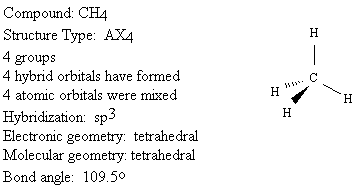 Compound: CH4
Structure Type:  AX4
4 groups
4 hybrid orbitals have formed
4 atomic orbitals were mixed
Hybridization:  sp3
Electronic geometry:  tetrahedral
Molecular geometry: tetrahedral
Bond angle:  109.5o
H
C
H
H
H